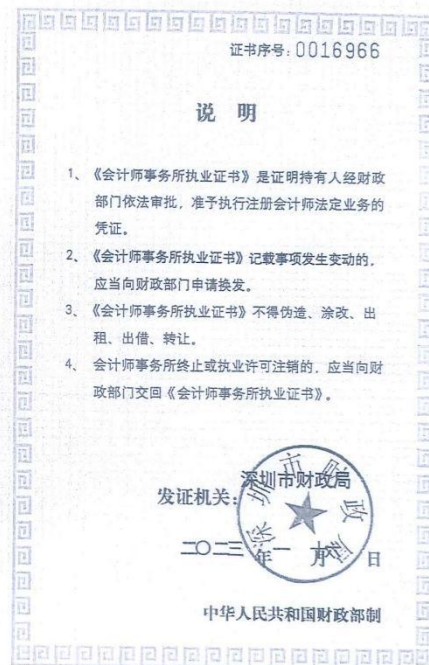 证书序号：0016966
说 明
1、《会计师事务所执业证书》是证明持有人经财政
部门依法审批，准予执行注册会计师法定业务的
凭证。
2、《会计师事务所执业证书》记载事项发生变动的，
应当向财政部门申请换发。
3、《会计师事务所执业证书》不得伪造、涂改、出
租、出借、转让。
4、会计师事务所终止或执业许可注销的，应当向财
政部门交回《会计师事务所执业证书》。
深圳市财政局
发证机关：
深圳市财政局
二〇二三 年 一 月 日
中华人民共和国财政部制